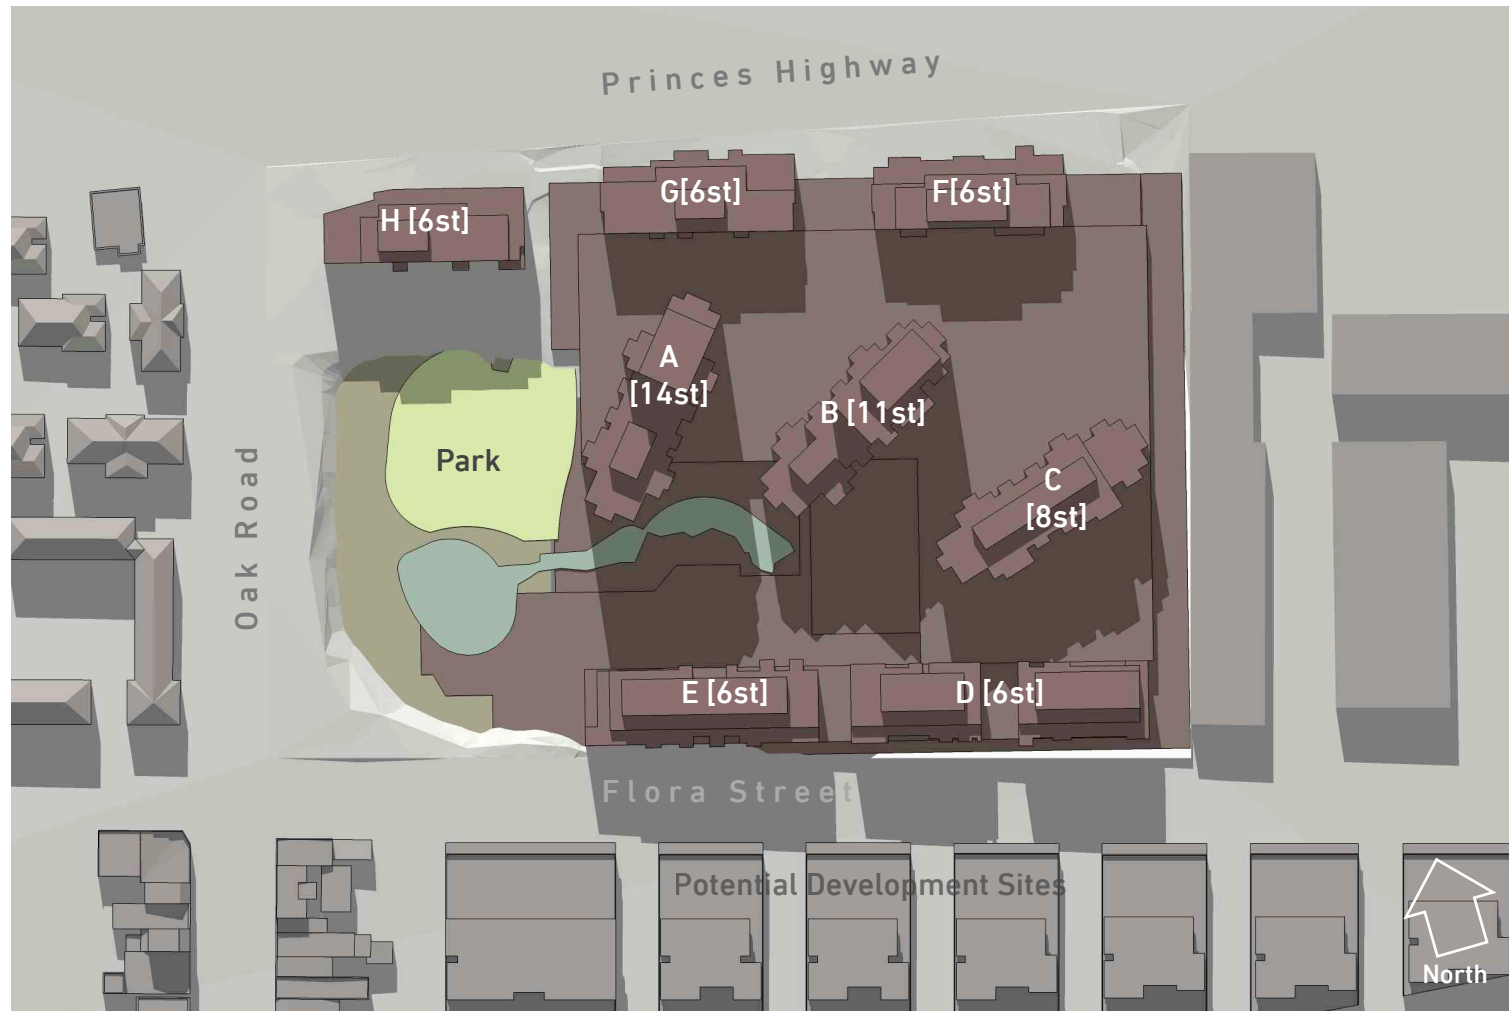 Princes Highway
H [6st]
G[6st]
F[6st]
A
[14st]
B [11st]
C
[8st]
Park
Oak Road
E [6st]
D [6st]
Flora Street
Potential Development Sites
North